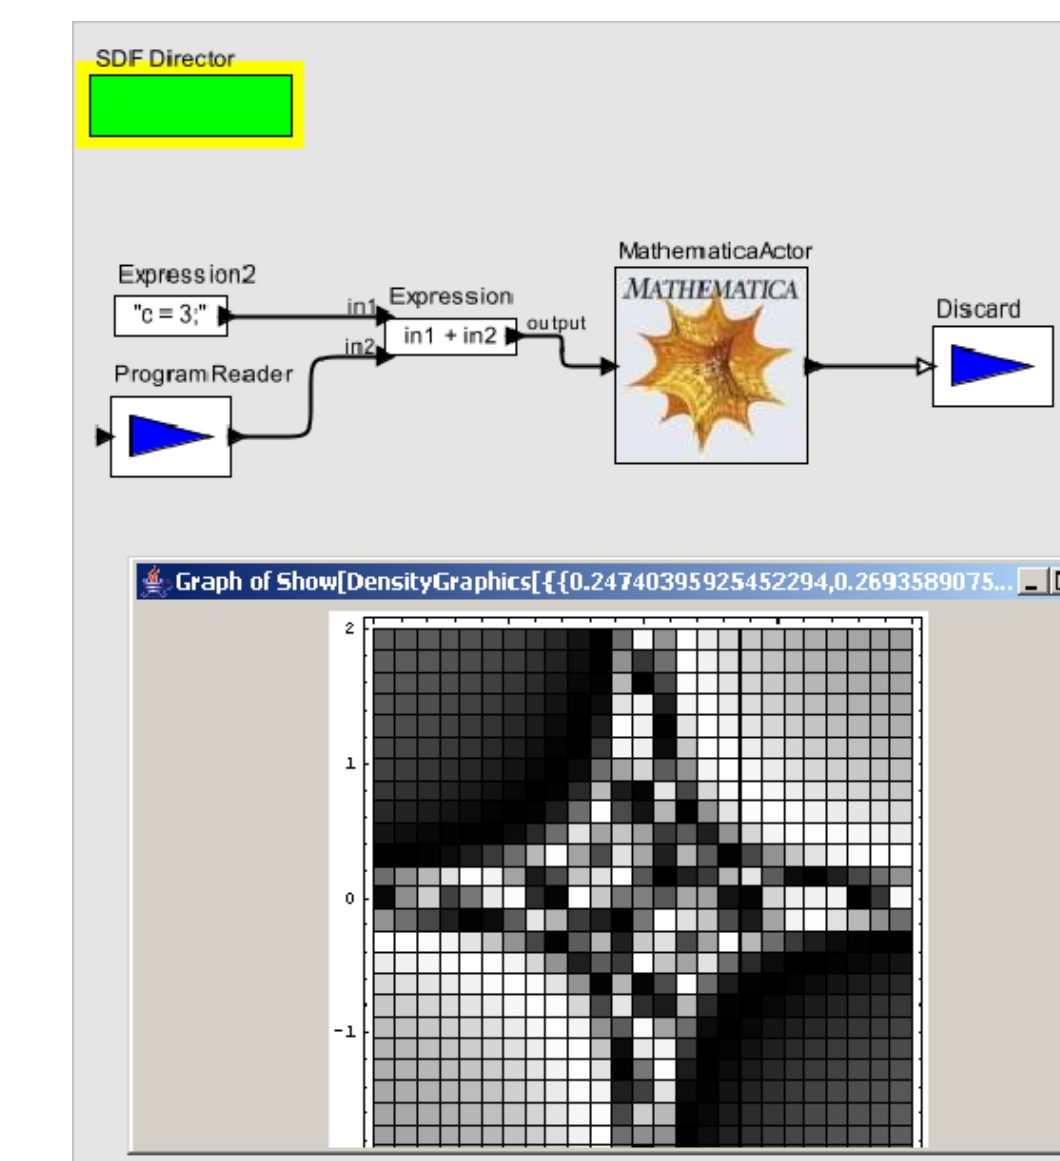 SDF Director
MathematicaActor
Expression2
MATHEMATICA
"c = 3;"
in1
Expression
in1 + in2
output
Discard
in2
ProgramReader
Graph of Show[DensityGraphics[{{0.24740395925452294,0.2693589075...
2
1
0
-1